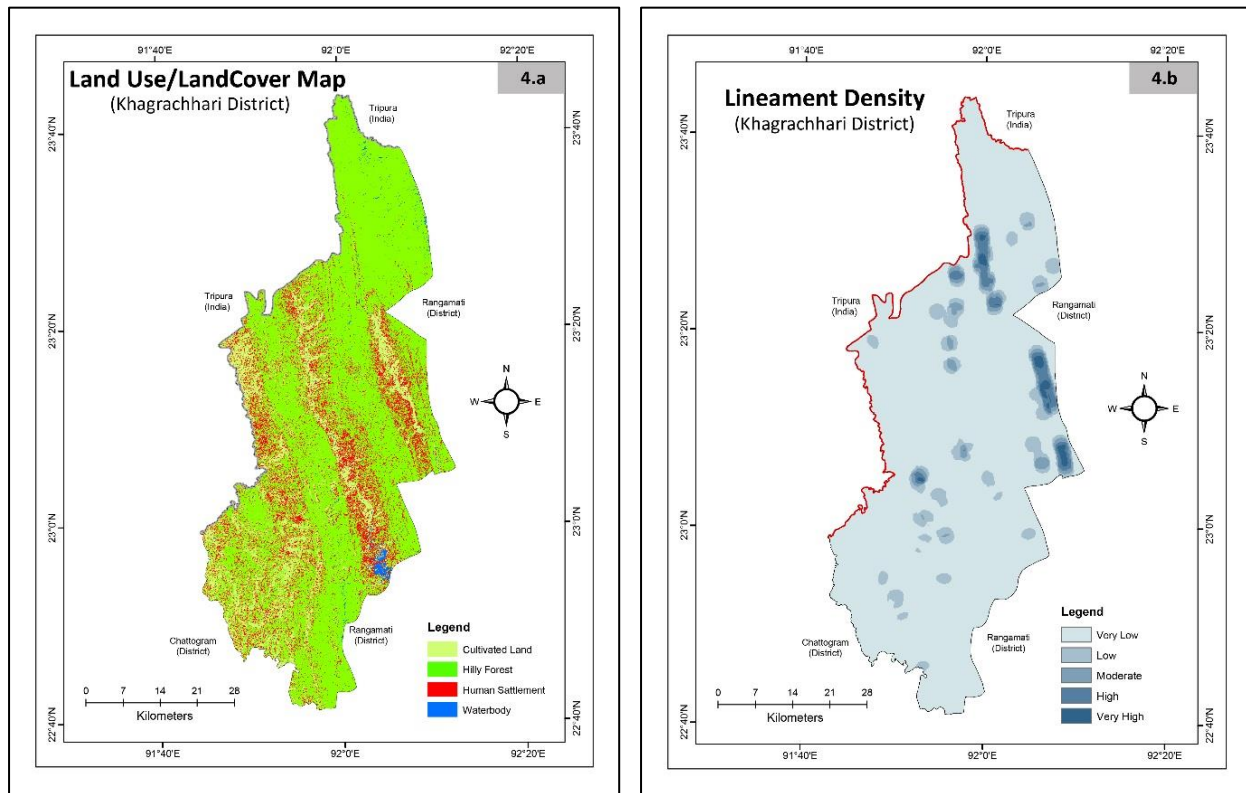 91°40'E 92°0'E 92°20'E
Land Use/LandCover Map
(Khagrachhari District)
4.a
Tripura
(India)
23°40'N
23°40'N
Tripura
(India)
Rangamati
(District)
23°20'N
23°20'N
N
W E
S
23°0'N
23°0'N
Chattogram
(District)
Rangamati
(District)
Legend
Cultivated Land
Hilly Forest
Human Sattlement
Waterbody
0 7 14 21 28
Kilometers
22°40'N
91°40'E 92°0'E 92°20'E
91°40'E 92°0'E 92°20'E
Lineament Density
(Khagrachhari District)
4.b
Tripura
(India)
23°40'N
23°40'N
Tripura
(India)
Rangamati
(District)
23°20'N
23°20'N
N
W E
S
23°0'N
23°0'N
Chattogram
(District)
Rangamati
(District)
Legend
Very Low
Low
Moderate
High
Very High
0 7 14 21 28
Kilometers
22°40'N
22°40'N
91°40'E 92°0'E 92°20'E